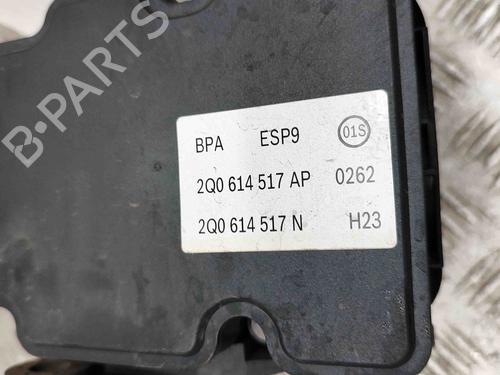 B-PARTS
BPA ESP9 01S
2Q0 614 517 AP 0262
2Q0 614 517 N H23